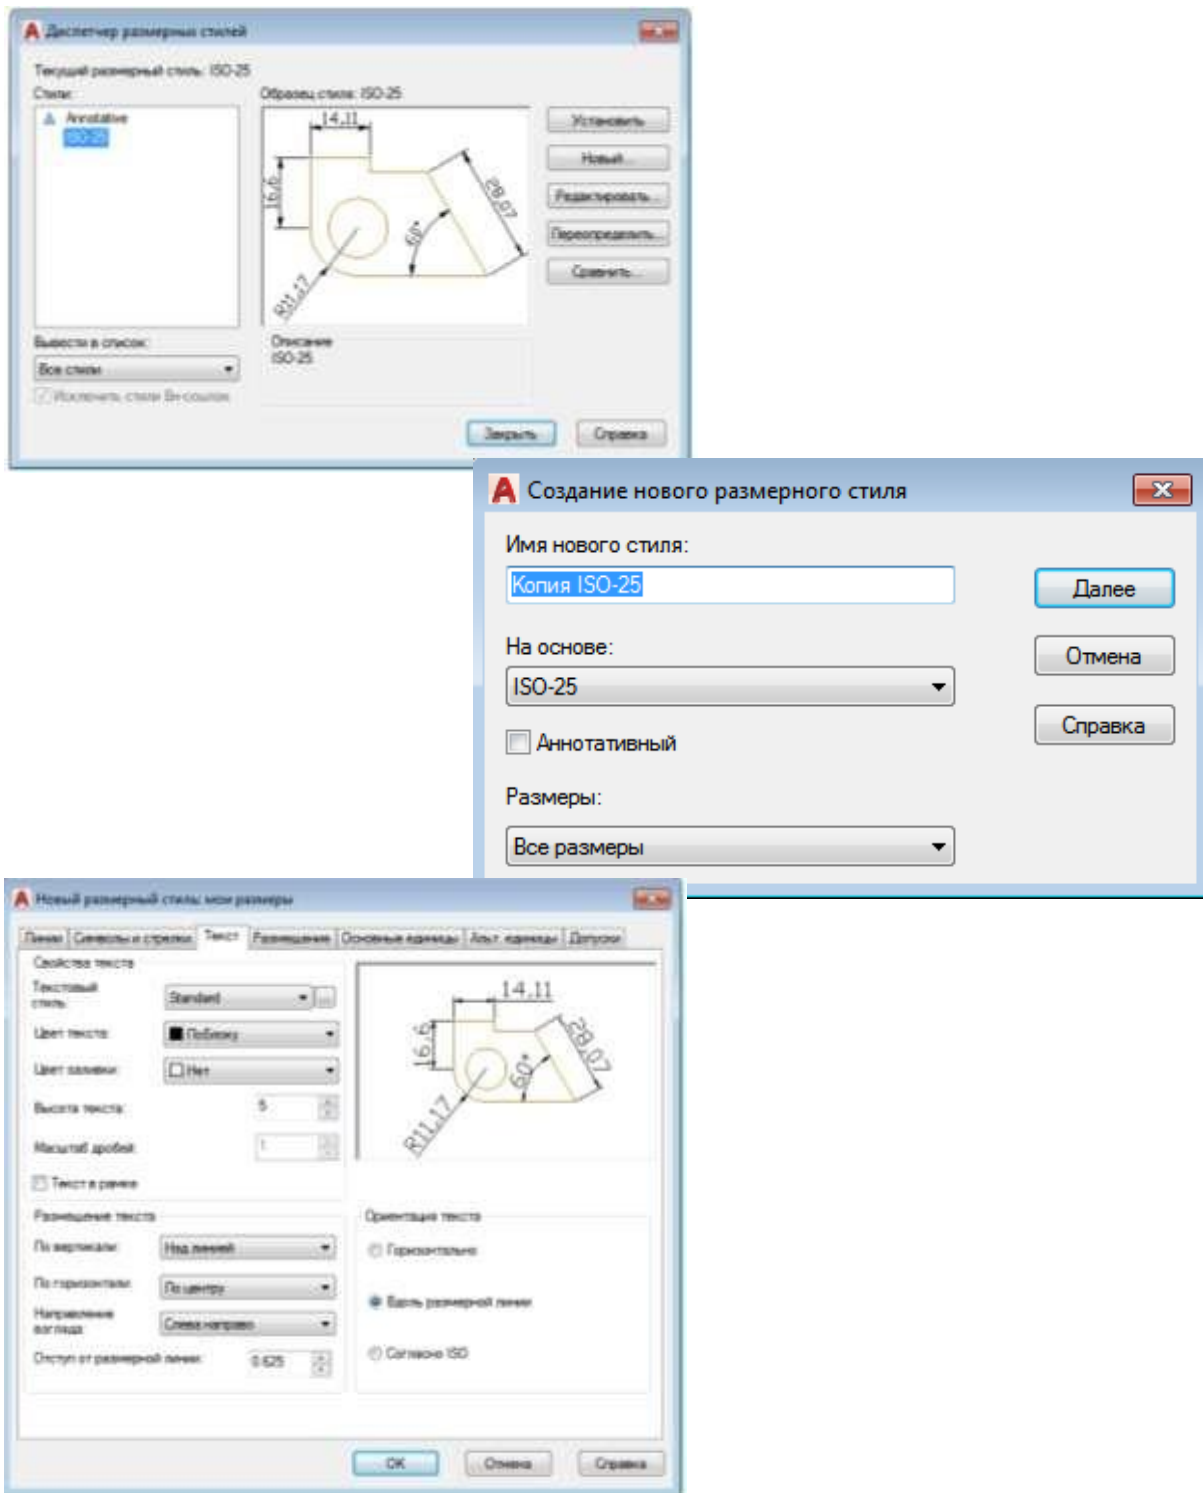 Диспетчер размерных стилей
Текущий размерный стиль: ISO-25
Стили:
Образец стиля: ISO-25
Annotative
ISO-25
14,11
16,6
28,07
60°
R11,17
Установить
Новый...
Редактировать...
Переопределить...
Сравнить...
Вывести в список:
Все стили
Исключить стили Вн-ссылок
Описание
ISO-25
Закрыть
Справка
Создание нового размерного стиля
Имя нового стиля:
Копия ISO-25
Далее
На основе:
ISO-25
Отмена
Аннотативный
Справка
Размеры:
Все размеры
Новый размерный стиль: мои размеры
Линии Символы и стрелки Текст Размещение Основные единицы Альт. единицы Допуски
Свойства текста
Текстовый стиль:
Standard
...
Цвет текста:
ПоБлоку
Цвет заливки:
Нет
Высота текста:
5
Масштаб дробей:
1
Текст в рамке
14,11
16,6
28,07
60°
R11,17
Размещение текста
По вертикали:
Над линией
По горизонтали:
По центру
Направление взгляда:
Слева направо
Отступ от размерной линии:
0.625
Ориентация текста
Горизонтально
Вдоль размерной линии
Согласно ISO
OK
Отмена
Справка